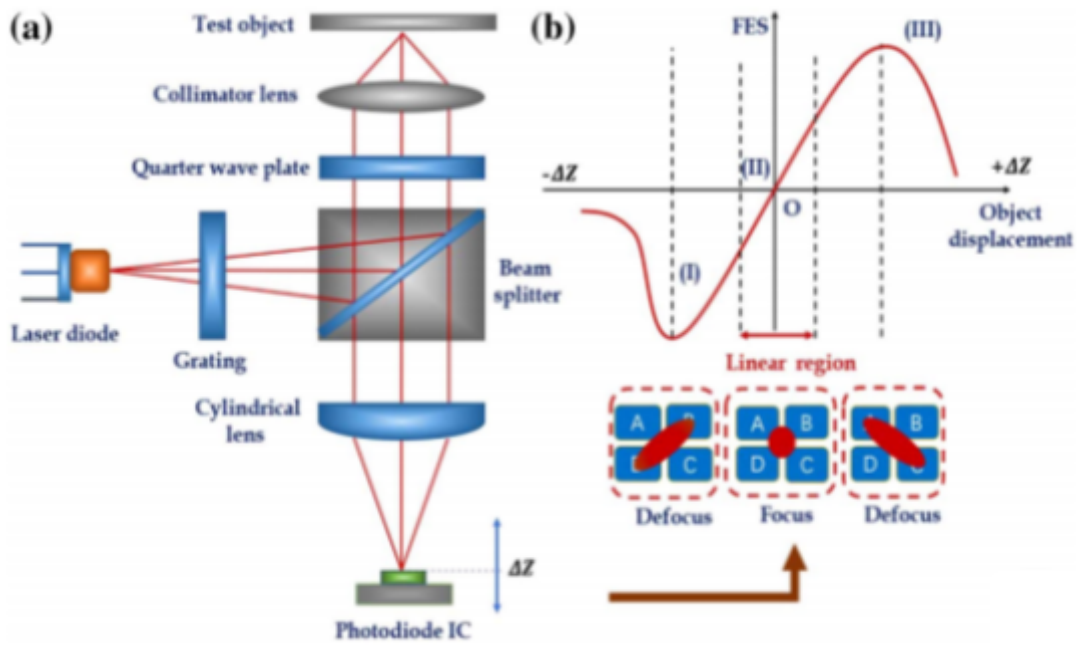 (a)
Test object
Collimator lens
Quarter wave plate
Laser diode
Grating
Beam
splitter
Cylindrical
lens
ΔZ
Photodiode IC
(b)
FES
(III)
-ΔZ
(II)
+ΔZ
O
Object
displacement
(I)
Linear region
A B
D C
Defocus
A B
D C
Focus
A B
D C
Defocus